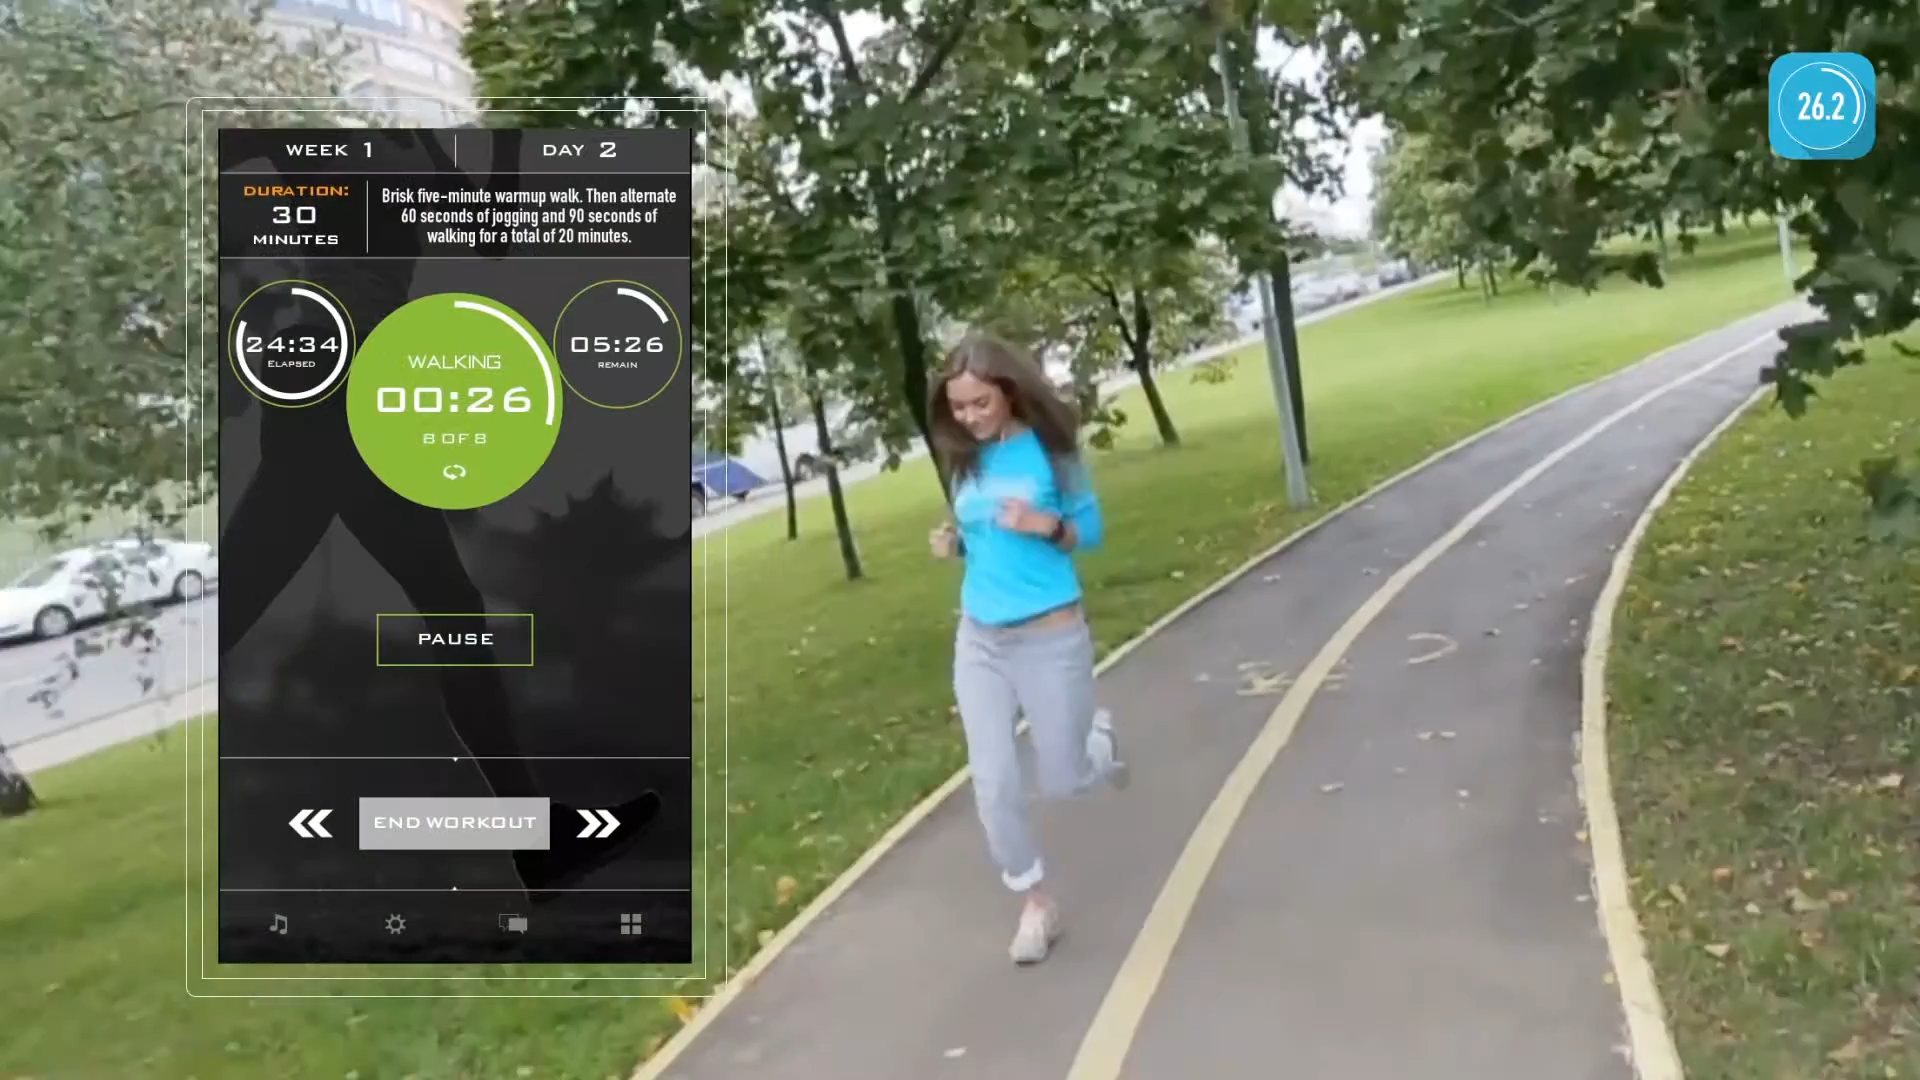 WEEK 1
DAY 2
DURATION:
30
MINUTES
Brisk five-minute warmup walk. Then alternate
60 seconds of jogging and 90 seconds of
walking for a total of 20 minutes.
24:34
ELAPSED
WALKING
00:26
8 OF 8
05:26
REMAIN
PAUSE
END WORKOUT
26.2